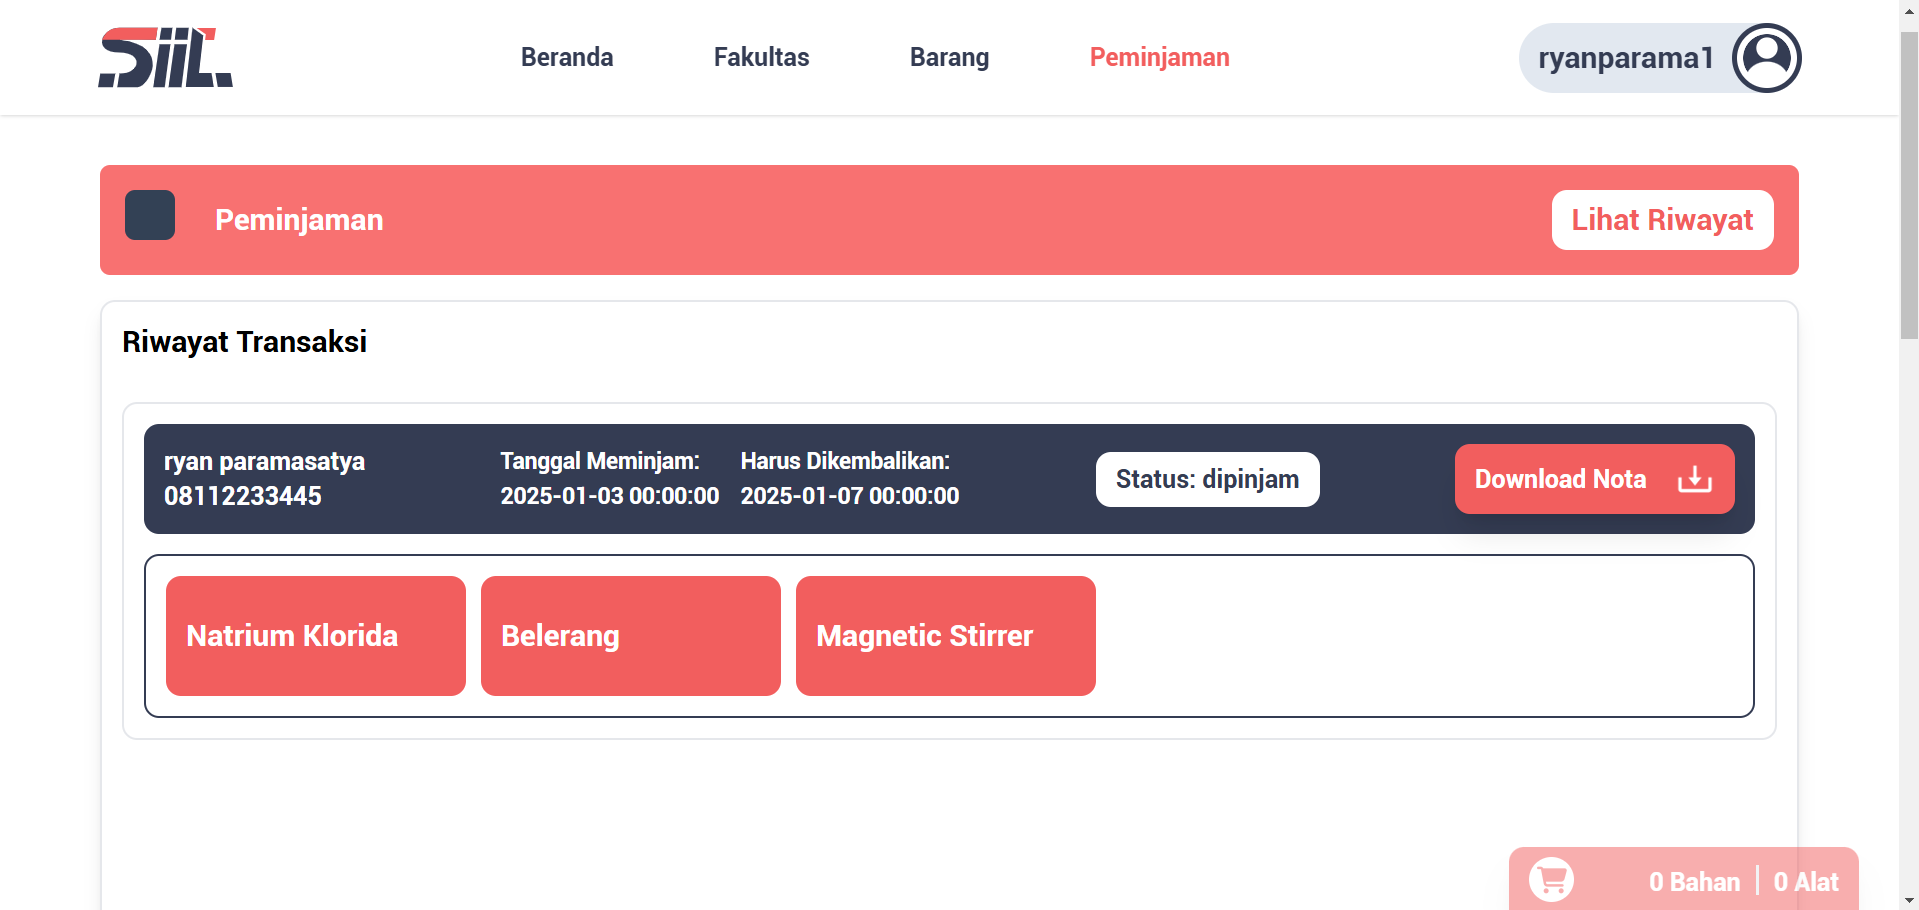 SiiL
Beranda
Fakultas
Barang
Peminjaman
ryanparama1
Peminjaman
Lihat Riwayat
Riwayat Transaksi
ryan paramasatya
08112233445
Tanggal Meminjam:
2025-01-03 00:00:00
Harus Dikembalikan:
2025-01-07 00:00:00
Status: dipinjam
Download Nota
Natrium Klorida
Belerang
Magnetic Stirrer
0 Bahan
0 Alat